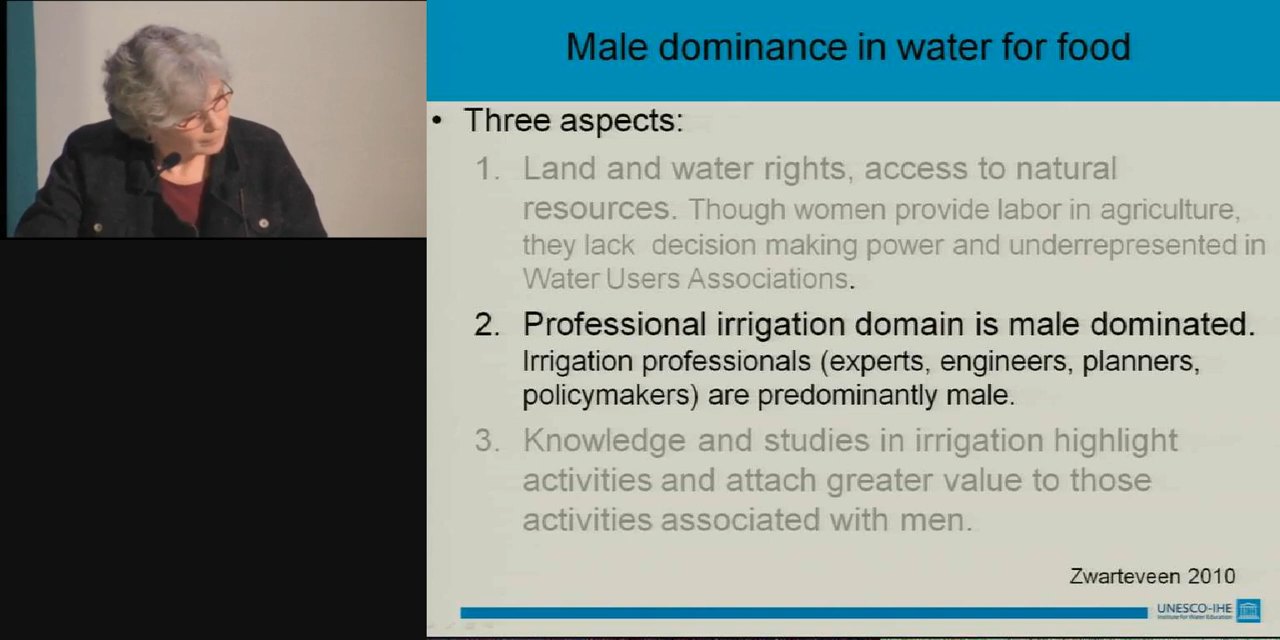 Male dominance in water for food
• Three aspects:
1. Land and water rights, access to natural
resources. Though women provide labor in agriculture,
they lack decision making power and underrepresented in
Water Users Associations.
2. Professional irrigation domain is male dominated.
Irrigation professionals (experts, engineers, planners,
policymakers) are predominantly male.
3. Knowledge and studies in irrigation highlight
activities and attach greater value to those
activities associated with men.
Zwarteveen 2010
UNESCO-IHE
Institute for Water Education